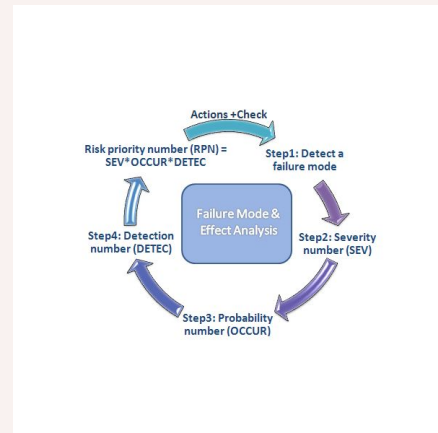 Actions +Check
Risk priority number (RPN) =
SEV*OCCUR*DETEC
Step1: Detect a
failure mode
Failure Mode &
Effect Analysis
Step4: Detection
number (DETEC)
Step2: Severity
number (SEV)
Step3: Probability
number (OCCUR)